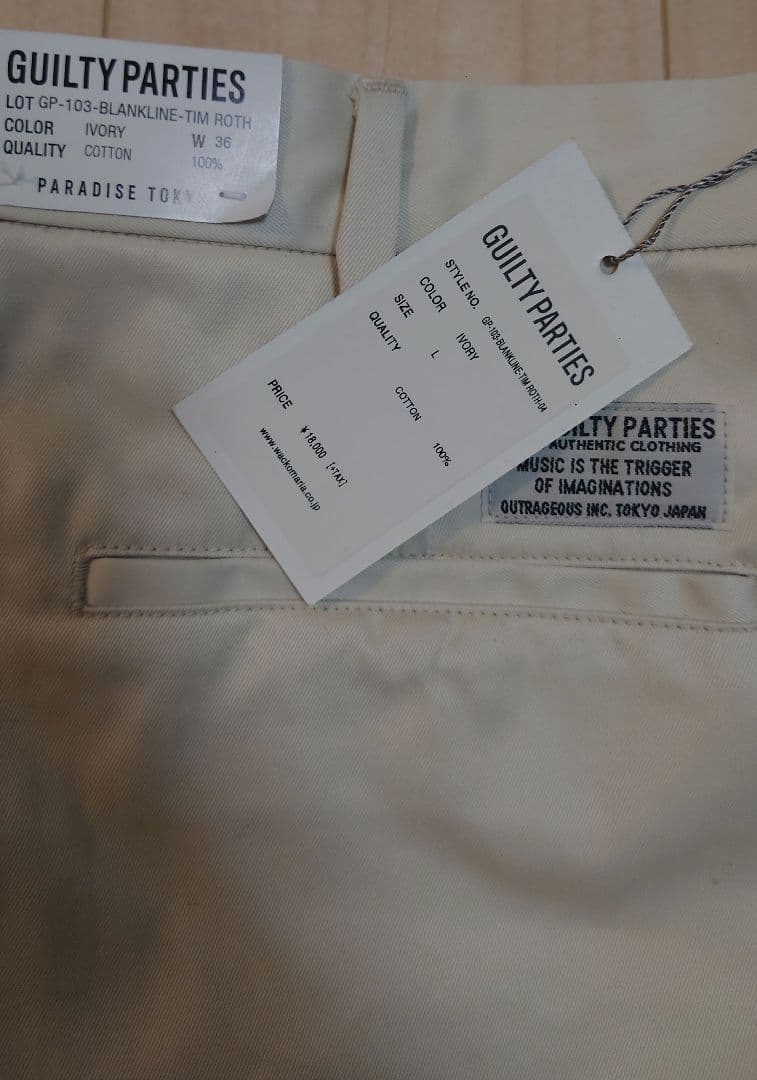 GUILTY PARTIES
LOT GP-103-BLANKLINE-TIM ROTH
COLOR IVORY W 36
QUALITY COTTON 100%
PARADISE
GUILTY PARTIES
STYLE NO. GP-103-BLANKLINE-TIM ROTH-04
COLOR IVORY
SIZE L
QUALITY COTTON 100%
PRICE ¥18,000 [+TAX]
www.wackomaria.co.jp
PARTIES
AUTHENTIC CLOTHING
MUSIC IS THE TRIGGER
OF IMAGINATIONS
OUTRAGEOUS INC. TOKYO JAPAN